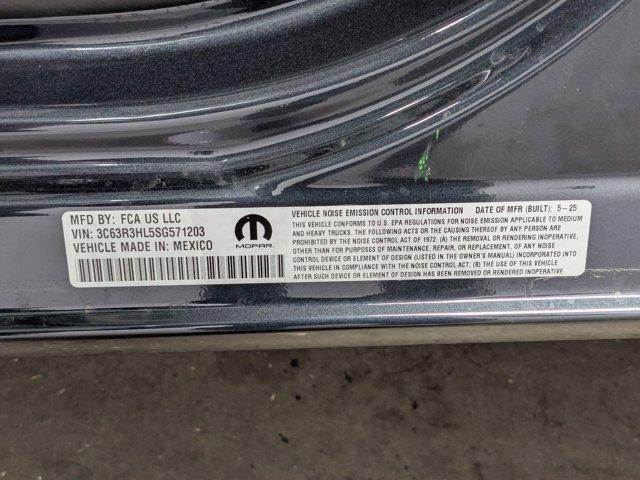 MFD BY: FCA US LLC
VIN: 3C63R3HL5SG571203
VEHICLE MADE IN: MEXICO
MOPAR
VEHICLE NOISE EMISSION CONTROL INFORMATION DATE OF MFR (BUILT): 5-25
THIS VEHICLE CONFORMS TO U.S. EPA REGULATIONS FOR NOISE EMISSION APPLICABLE TO MEDIUM
AND HEAVY TRUCKS. THE FOLLOWING ACTS OR THE CAUSING THEREOF BY ANY PERSON ARE
PROHIBITED BY THE NOISE CONTROL ACT OF 1972: (A) THE REMOVAL OR RENDERING INOPERATIVE,
OTHER THAN FOR PURPOSES OF MAINTENANCE, REPAIR, OR REPLACEMENT, OF ANY NOISE
CONTROL DEVICE OR ELEMENT OF DESIGN (LISTED IN THE OWNER'S MANUAL) INCORPORATED INTO
THIS VEHICLE IN COMPLIANCE WITH THE NOISE CONTROL ACT; (B) THE USE OF THIS VEHICLE
AFTER SUCH DEVICE OR ELEMENT OF DESIGN HAS BEEN REMOVED OR RENDERED INOPERATIVE.